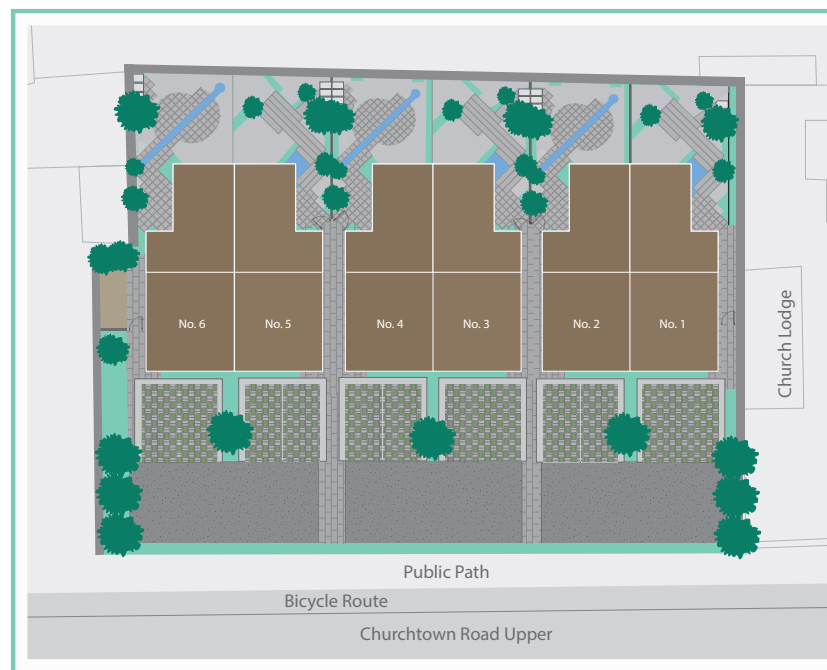 No. 6
No. 5
No. 4
No. 3
No. 2
No. 1
Church Lodge
Public Path
Bicycle Route
Churchtown Road Upper